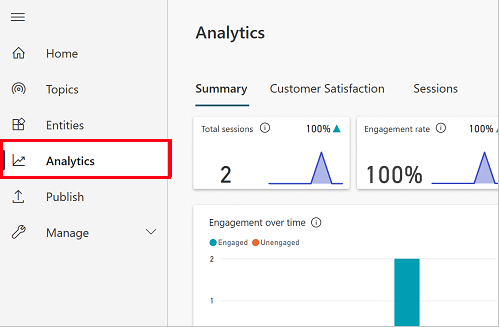 Home
Topics
Entities
Analytics
Publish
Manage
Analytics
Summary Customer Satisfaction Sessions
Total sessions 100%
2
Engagement rate 100%
100%
Engagement over time
Engaged Unengaged
2
1